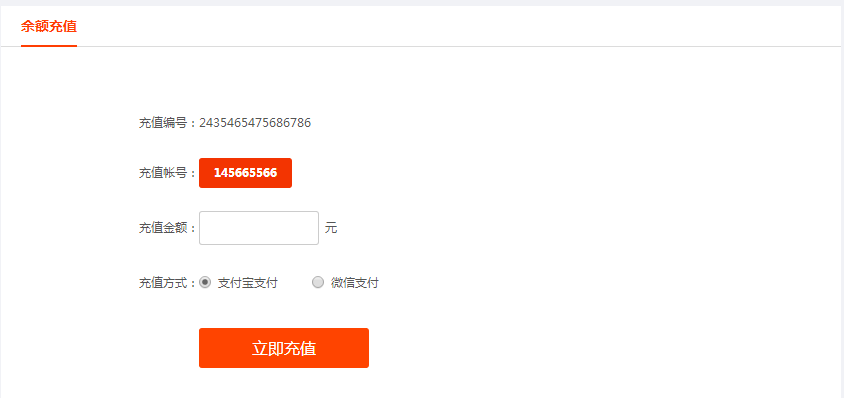 余额充值
充值编号：2435465475686786
充值帐号：145665566
充值金额： 元
充值方式： 支付宝支付 微信支付
立即充值